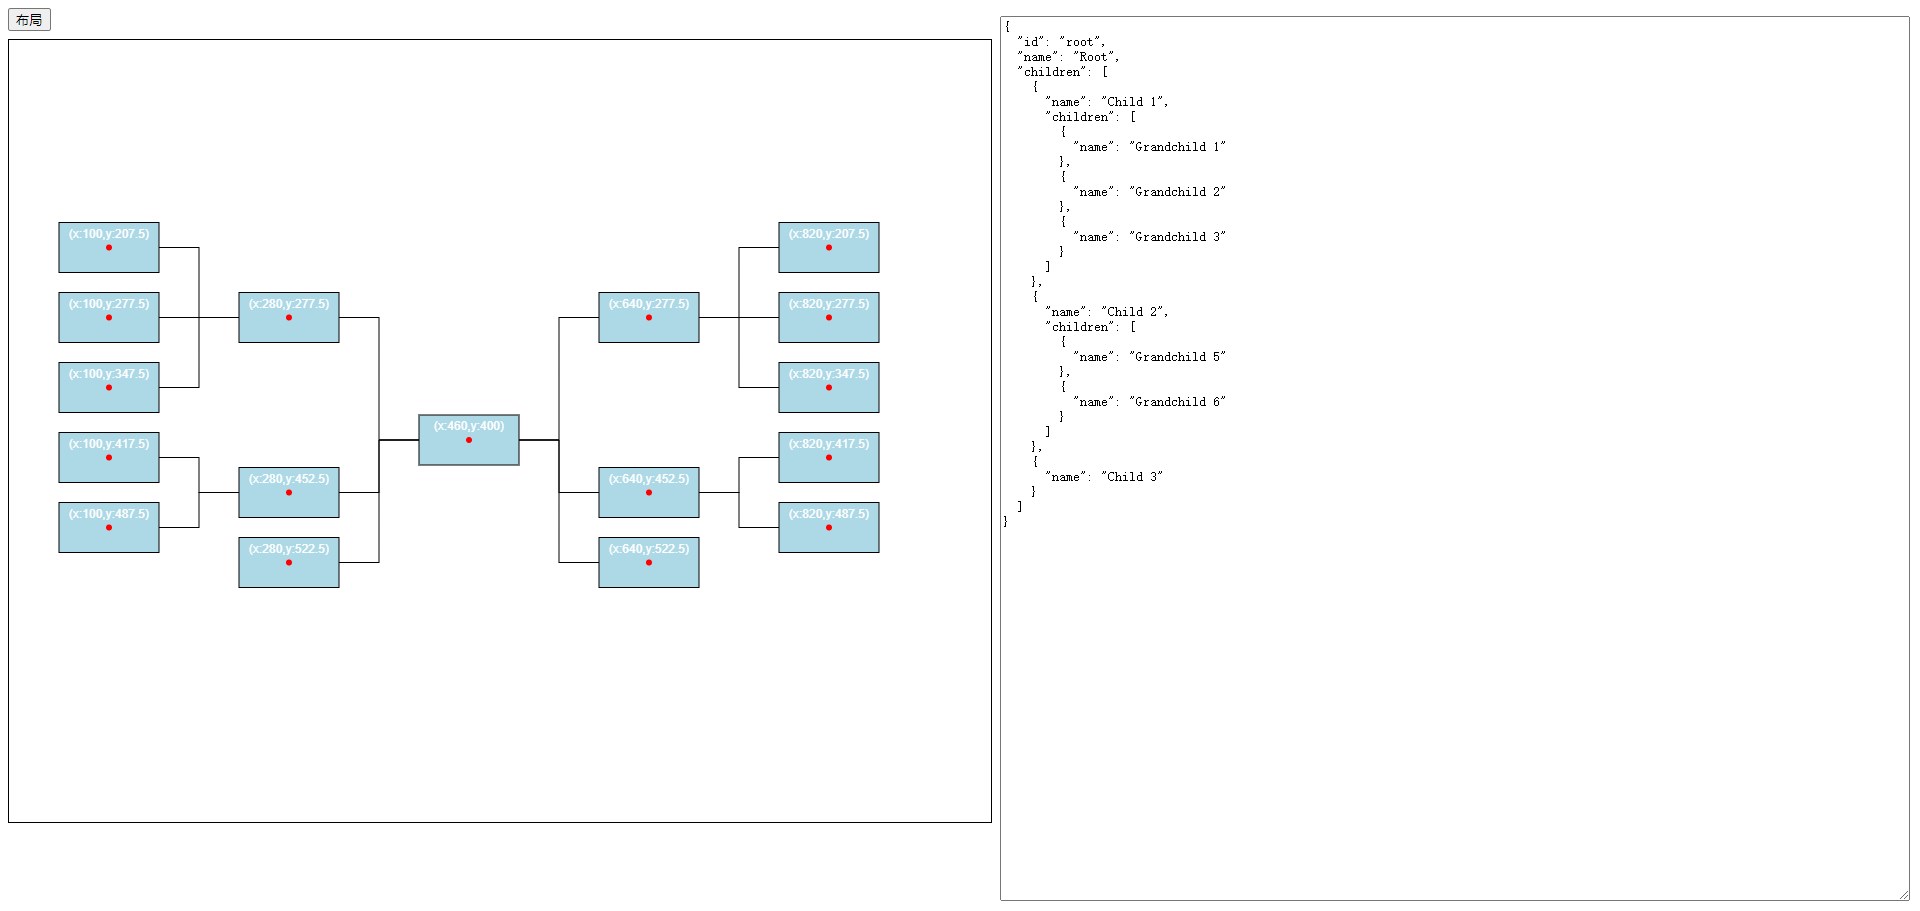 布局
(x:100,y:207.5)
(x:820,y:207.5)
(x:100,y:277.5)
(x:280,y:277.5)
(x:640,y:277.5)
(x:820,y:277.5)
(x:100,y:347.5)
(x:820,y:347.5)
(x:460,y:400)
(x:100,y:417.5)
(x:820,y:417.5)
(x:280,y:452.5)
(x:640,y:452.5)
(x:100,y:487.5)
(x:820,y:487.5)
(x:280,y:522.5)
(x:640,y:522.5)
{
  "id": "root",
  "name": "Root",
  "children": [
    {
      "name": "Child 1",
      "children": [
        {
          "name": "Grandchild 1"
        },
        {
          "name": "Grandchild 2"
        },
        {
          "name": "Grandchild 3"
        }
      ]
    },
    {
      "name": "Child 2",
      "children": [
        {
          "name": "Grandchild 5"
        },
        {
          "name": "Grandchild 6"
        }
      ]
    },
    {
      "name": "Child 3"
    }
  ]
}